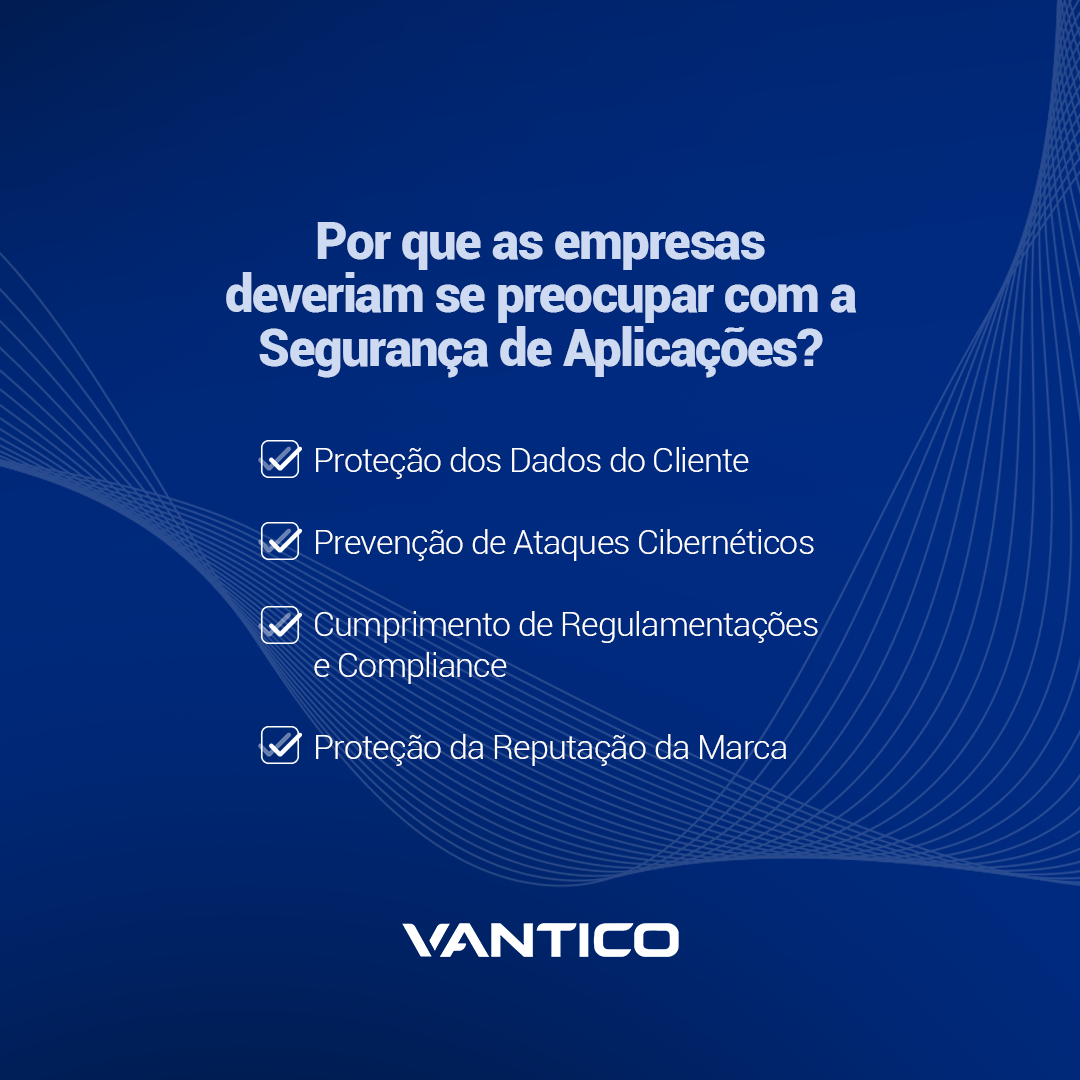 Por que as empresas
deveriam se preocupar com a
Segurança de Aplicações?
Proteção dos Dados do Cliente
Prevenção de Ataques Cibernéticos
Cumprimento de Regulamentações
e Compliance
Proteção da Reputação da Marca
VANTICO